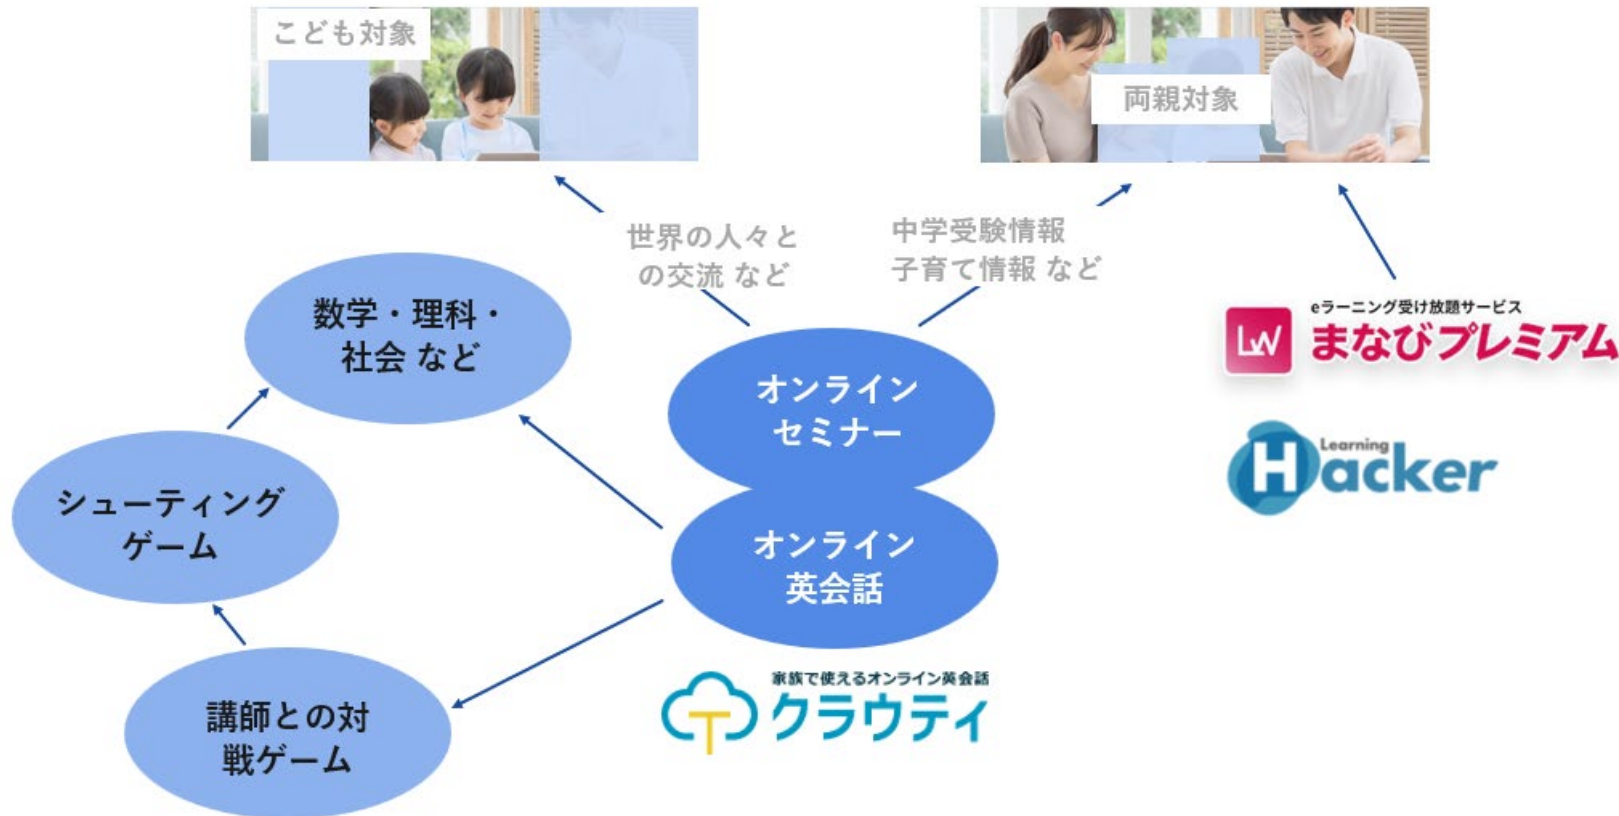 こども対象
両親対象
世界の人々と
の交流 など
中学受験情報
子育て情報 など
数学・理科・
社会 など
eラーニング受け放題サービス
LW
まなびプレミアム
オンライン
セミナー
Learning
Hacker
シューティング
ゲーム
オンライン
英会話
家族で使えるオンライン英会話
クラウティ
講師との対
戦ゲーム